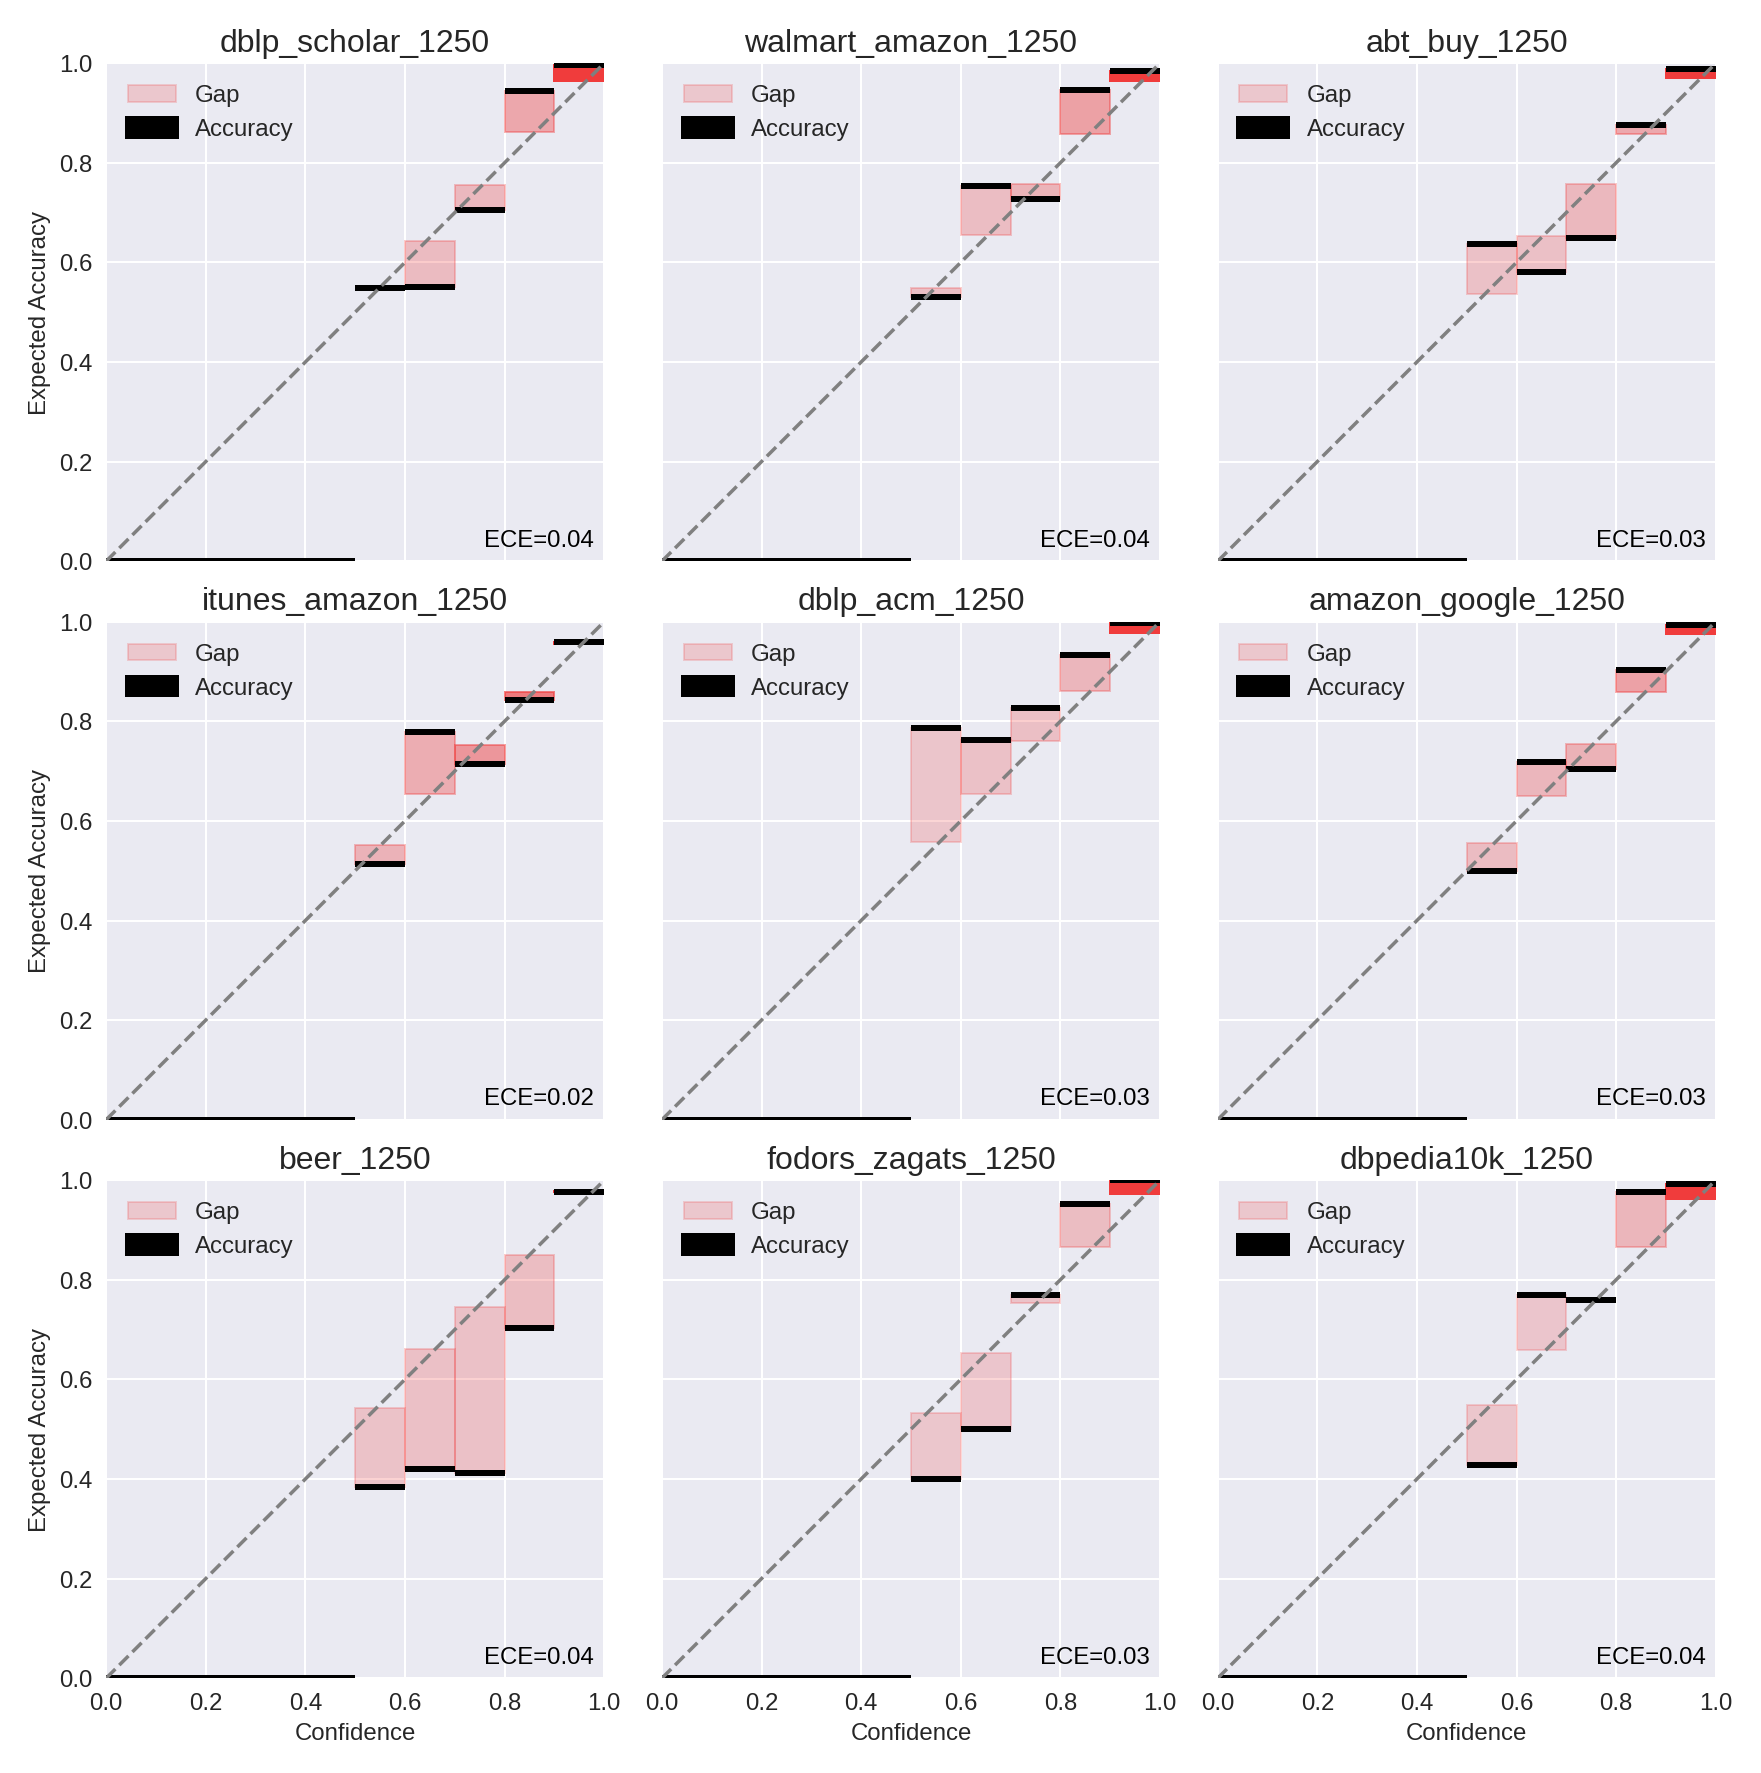 dblp_scholar_1250
walmart_amazon_1250
abt_buy_1250
1.0
0.8
0.6
0.4
0.2
0.0
Expected Accuracy
Gap
Accuracy
ECE=0.04
Gap
Accuracy
ECE=0.04
Gap
Accuracy
ECE=0.03
itunes_amazon_1250
dblp_acm_1250
amazon_google_1250
1.0
0.8
0.6
0.4
0.2
0.0
Expected Accuracy
Gap
Accuracy
ECE=0.02
Gap
Accuracy
ECE=0.03
Gap
Accuracy
ECE=0.03
beer_1250
fodors_zagats_1250
dbpedia10k_1250
1.0
0.8
0.6
0.4
0.2
0.0
Expected Accuracy
Gap
Accuracy
ECE=0.04
Gap
Accuracy
ECE=0.03
Gap
Accuracy
ECE=0.04
0.0 0.2 0.4 0.6 0.8 1.0
0.0 0.2 0.4 0.6 0.8 1.0
0.0 0.2 0.4 0.6 0.8 1.0
Confidence
Confidence
Confidence